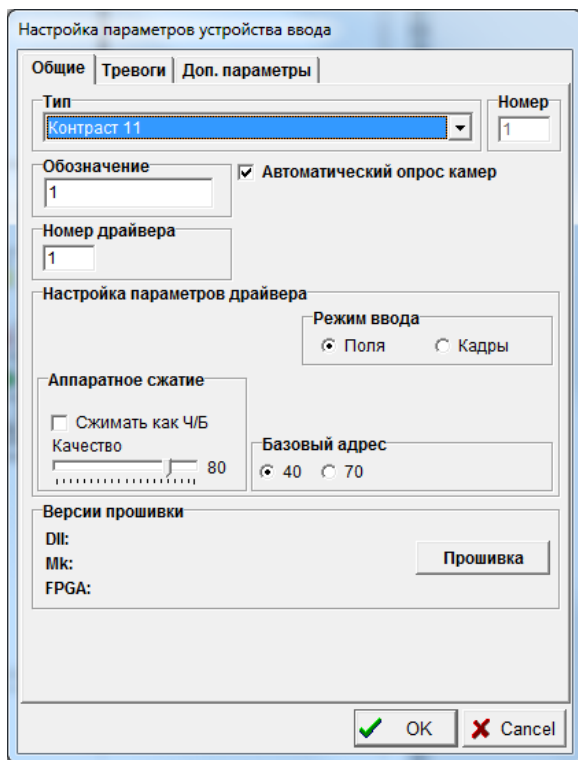 Настройка параметров устройства ввода
Общие Тревоги Доп. параметры
Тип Номер
Контраст 11 1
Обозначение
1 Автоматический опрос камер
Номер драйвера
1
Настройка параметров драйвера
Режим ввода
Поля Кадры
Аппаратное сжатие
Сжимать как Ч/Б
Качество
80
Базовый адрес
40 70
Версии прошивки
Dll:
Mk:
FPGA:
Прошивка
OK Cancel